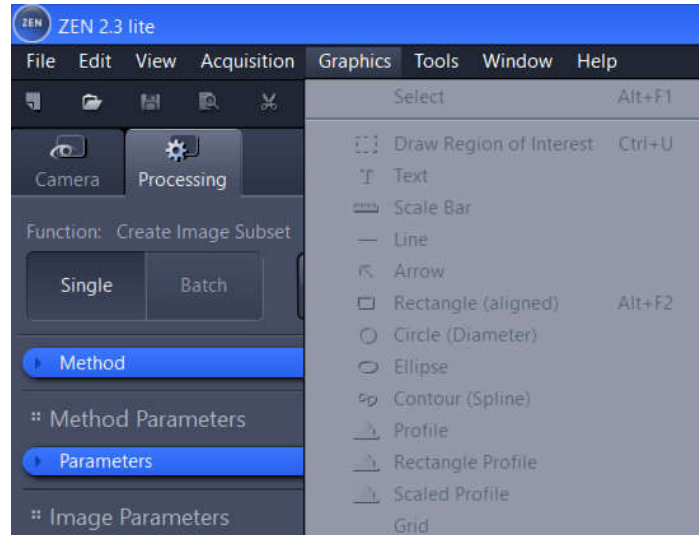 ZEN ZEN 2.3 lite
File Edit View Acquisition Graphics Tools Window Help
Select Alt+F1
Camera Processing
Draw Region of Interest Ctrl+U
Text
Scale Bar
Function: Create Image Subset
Line
Single Batch
Arrow
Rectangle (aligned) Alt+F2
Circle (Diameter)
Method
Ellipse
Contour (Spline)
Method Parameters
Profile
Parameters
Rectangle Profile
Scaled Profile
Image Parameters
Grid